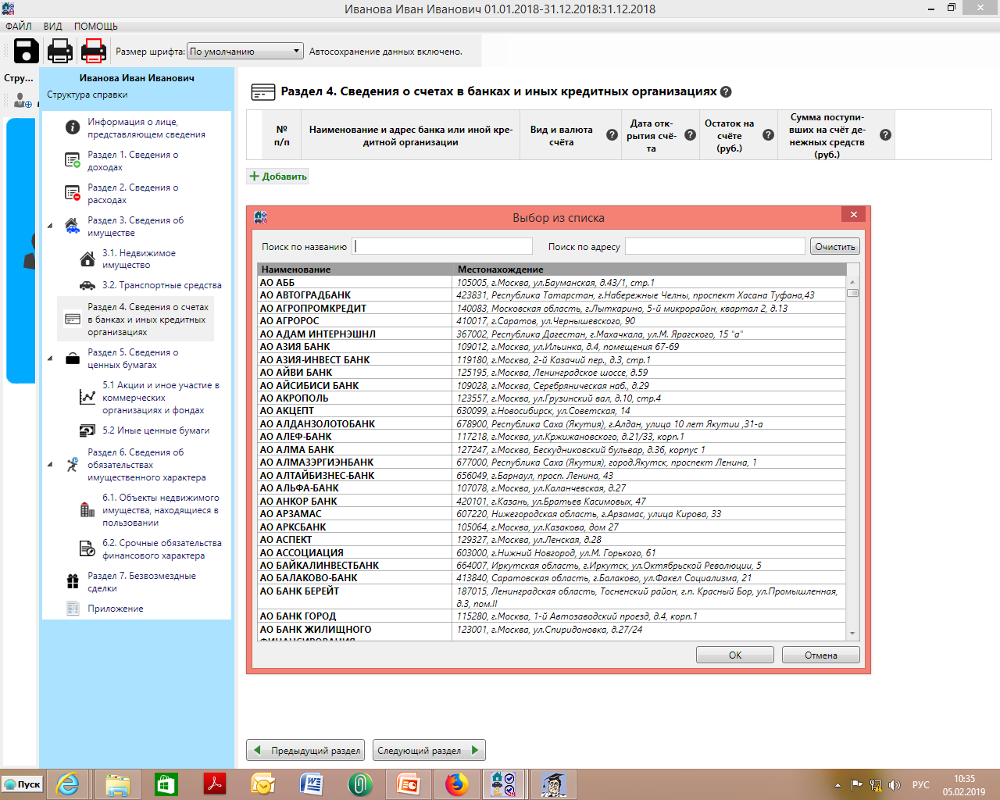 Иванова Иван Иванович 01.01.2018-31.12.2018:31.12.2018
ФАЙЛ ВИД ПОМОЩЬ
Размер шрифта: По умолчанию Автосохранение данных включено.
Стру...
Иванова Иван Иванович
Структура справки
Информация о лице,
представляющем сведения
Раздел 1. Сведения о
доходах
Раздел 2. Сведения о
расходах
Раздел 3. Сведения об
имуществе
3.1. Недвижимое
имущество
3.2. Транспортные средства
Раздел 4. Сведения о счетах
в банках и иных кредитных
организациях
Раздел 5. Сведения о
ценных бумагах
5.1 Акции и иное участие в
коммерческих
организациях и фондах
5.2 Иные ценные бумаги
Раздел 6. Сведения об
обязательствах
имущественного характера
6.1. Объекты недвижимого
имущества, находящиеся в
пользовании
6.2. Срочные обязательства
финансового характера
Раздел 7. Безвозмездные
сделки
Приложение
Раздел 4. Сведения о счетах в банках и иных кредитных организациях
№
п/п
Наименование и адрес банка или иной кре-
дитной организации
Вид и валюта
счёта
Дата отк-
рытия счё-
та
Остаток на
счёте
(руб.)
Сумма поступи-
вших на счёт де-
нежных средств
(руб.)
Добавить
Выбор из списка
Поиск по названию Поиск по адресу Очистить
Наименование Местонахождение
АО АББ 105005, г.Москва, ул.Бауманская, д.43/1, стр.1
АО АВТОГРАДБАНК 423831, Республика Татарстан, г.Набережные Челны, проспект Хасана Туфана,43
АО АГРОПРОМКРЕДИТ 140083, Московская область, г.Лыткарино, 5-й микрорайон, квартал 2, д.13
АО АГРОРОС 410017, г.Саратов, ул.Чернышевского, 90
АО АДАМ ИНТЕРНЭШНЛ 367002, Республика Дагестан, г.Махачкала, ул.М. Ярагского, 15 "а"
АО АЗИЯ БАНК 109012, г.Москва, ул.Ильинка, д.4, помещения 67-69
АО АЗИЯ-ИНВЕСТ БАНК 119180, г.Москва, 2-й Казачий пер., д.3, стр.1
АО АЙВИ БАНК 125195, г.Москва, Ленинградское шоссе, д.59
АО АЙСИБИСИ БАНК 109028, г.Москва, Серебряническая наб., д.29
АО АКРОПОЛЬ 123557, г.Москва, ул.Грузинский вал, д.10, стр.4
АО АКЦЕПТ 630099, г.Новосибирск, ул.Советская, 14
АО АЛДАНЗОЛОТОБАНК 678900, Республика Саха (Якутия), г.Алдан, улица 10 лет Якутии ,31-а
АО АЛЕФ-БАНК 117218, г.Москва, ул.Кржижановского, д.21/33, корп.1
АО АЛМА БАНК 127247, г.Москва, Бескудниковский бульвар, д.36, корпус 1
АО АЛМАЗЭРГИЭНБАНК 677000, Республика Саха (Якутия), город.Якутск, проспект Ленина, 1
АО АЛТАЙБИЗНЕС-БАНК 656049, г.Барнаул, просп. Ленина, 43
АО АЛЬФА-БАНК 107078, г.Москва, ул.Каланчевская, д.27
АО АНКОР БАНК 420101, г.Казань, ул.Братьев Касимовых, 47
АО АРЗАМАС 607220, Нижегородская область, г.Арзамас, улица Кирова, 33
АО АРКСБАНК 105064, г.Москва, ул.Казакова, дом 27
АО АСПЕКТ 129327, г.Москва, ул.Ленская, д.28
АО АССОЦИАЦИЯ 603000, г.Нижний Новгород, ул.М. Горького, 61
АО БАЙКАЛИНВЕСТБАНК 664007, Иркутская область, г.Иркутск, ул.Октябрьской Революции, 5
АО БАЛАКОВО-БАНК 413840, Саратовская область, г.Балаково, ул.Факел Социализма, 21
АО БАНК БЕРЕЙТ 187015, Ленинградская область, Тосненский район, г.п. Красный Бор, ул.Промышленная,
д.3, пом.II
АО БАНК ГОРОД 115280, г.Москва, 1-й Автозаводский проезд, д.4, корп.1
АО БАНК ЖИЛИЩНОГО 123001, г.Москва, ул.Спиридоновка, д.27/24
ФИНАНСИРОВАНИЯ
ОК Отмена
Предыдущий раздел Следующий раздел
Пуск РУС 10:35
05.02.2019